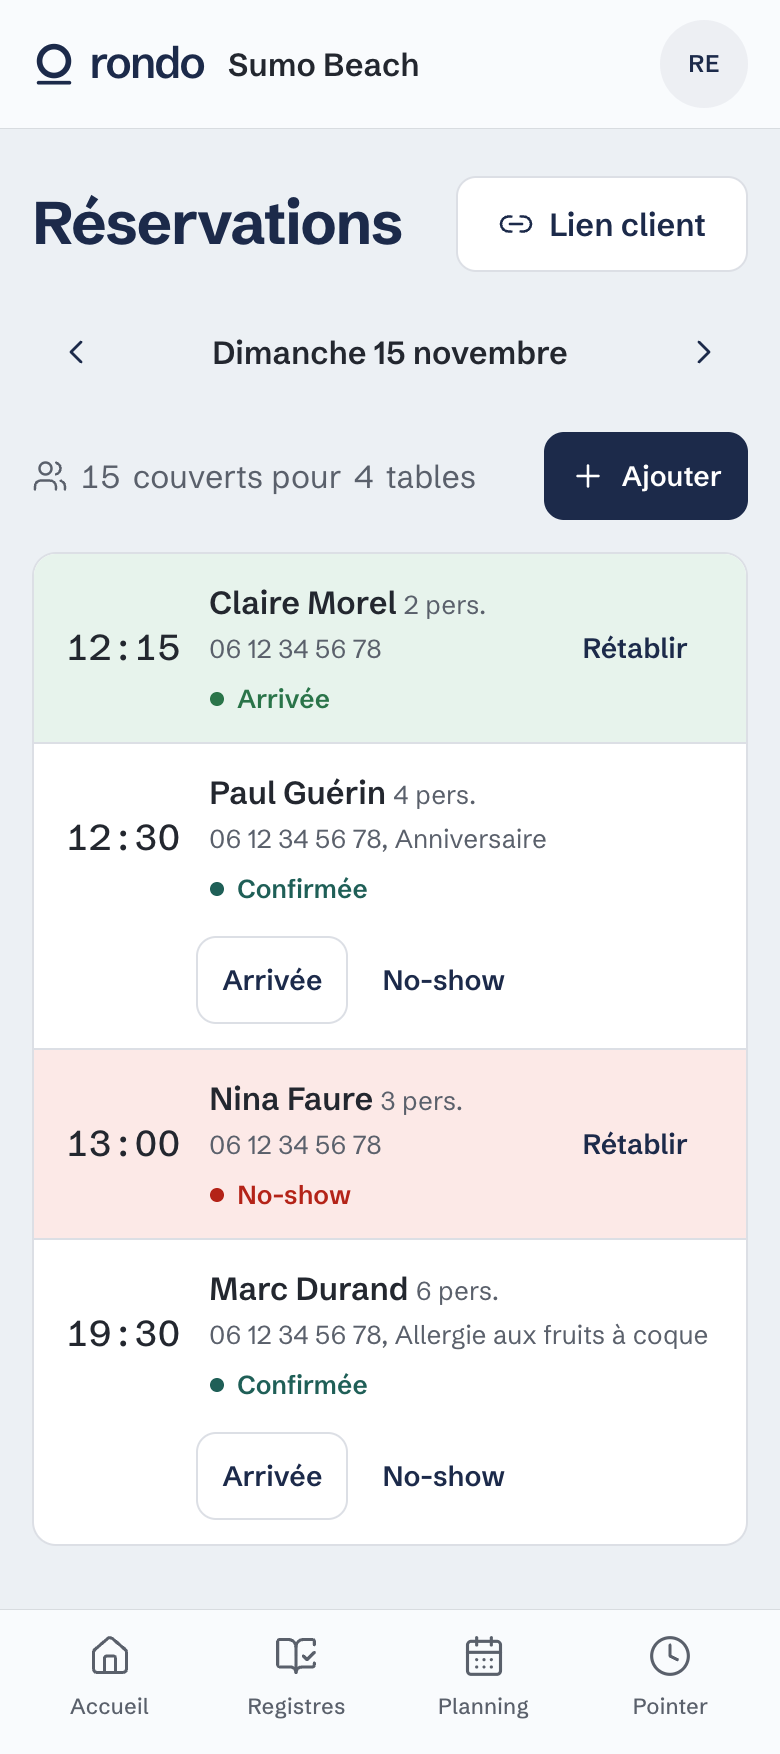 rondo Sumo Beach RE
Réservations Lien client
Dimanche 15 novembre
15 couverts pour 4 tables Ajouter
Claire Morel 2 pers.
12:15 06 12 34 56 78 Rétablir
Arrivée
Paul Guérin 4 pers.
12:30 06 12 34 56 78, Anniversaire
Confirmée
Arrivée No-show
Nina Faure 3 pers.
13:00 06 12 34 56 78 Rétablir
No-show
Marc Durand 6 pers.
19:30 06 12 34 56 78, Allergie aux fruits à coque
Confirmée
Arrivée No-show
Accueil Registres Planning Pointer